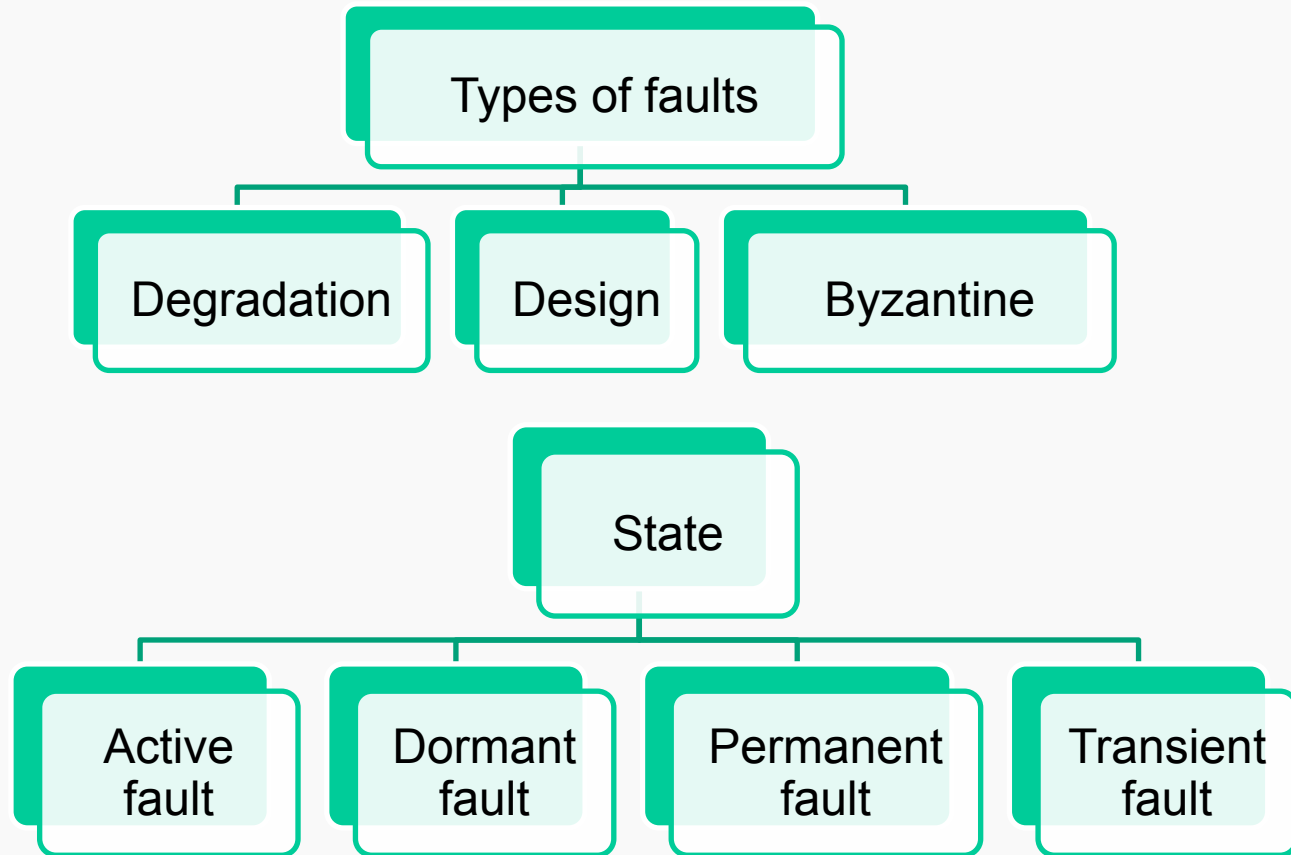 Types of faults
Degradation
Design
Byzantine
State
Active
fault
Dormant
fault
Permanent
fault
Transient
fault